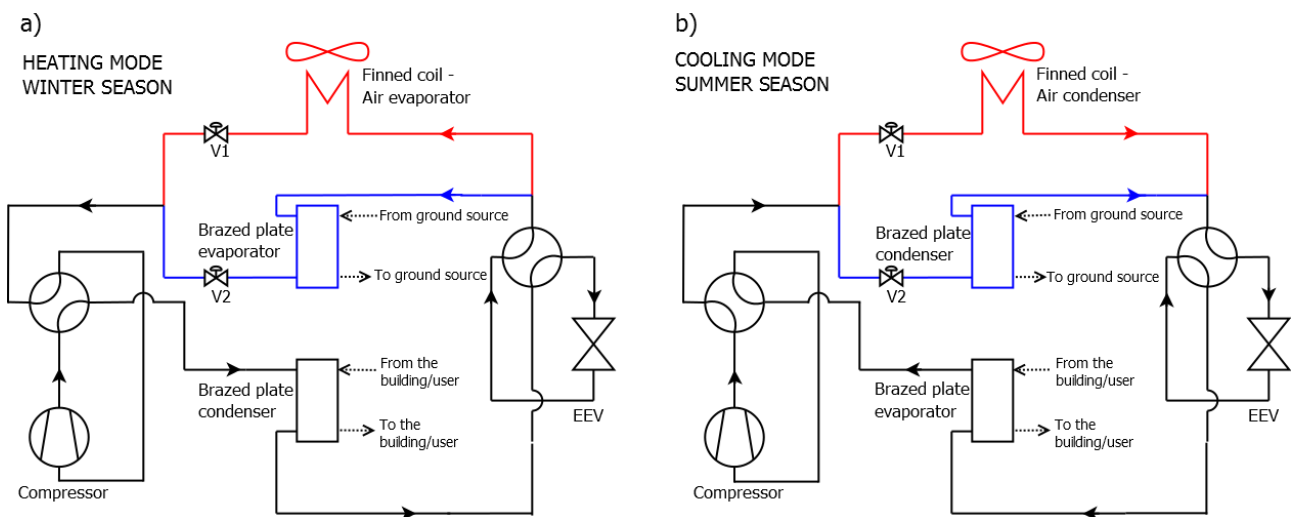 a)
HEATING MODE
WINTER SEASON
Finned coil -
Air evaporator
V1
From ground source
Brazed plate
evaporator
To ground source
V2
From the
building/user
Brazed plate
condenser
To the
building/user
EEV
Compressor
b)
COOLING MODE
SUMMER SEASON
Finned coil -
Air condenser
V1
From ground source
Brazed plate
condenser
To ground source
V2
From the
building/user
Brazed plate
evaporator
To the
building/user
EEV
Compressor